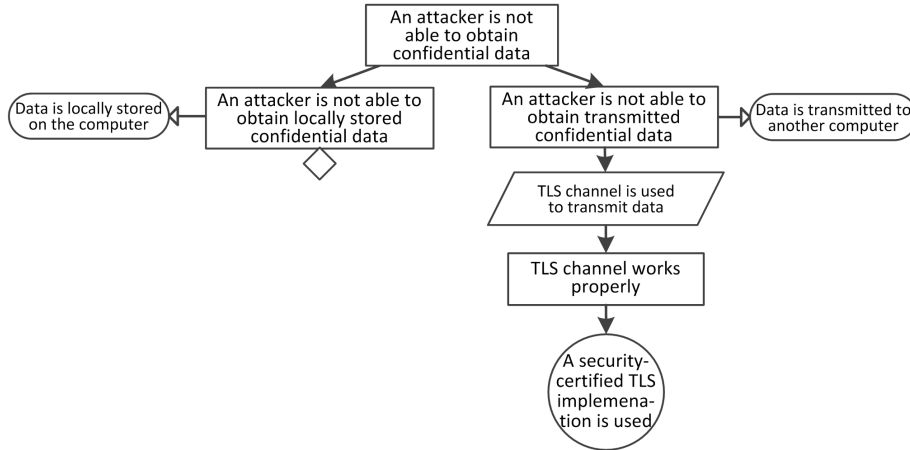 An attacker is not
able to obtain
confidential data
Data is locally stored
on the computer
An attacker is not able to
obtain locally stored
confidential data
An attacker is not able to
obtain transmitted
confidential data
Data is transmitted to
another computer
TLS channel is used
to transmit data
TLS channel works
properly
A security-
certified TLS
implemena-
tion is used